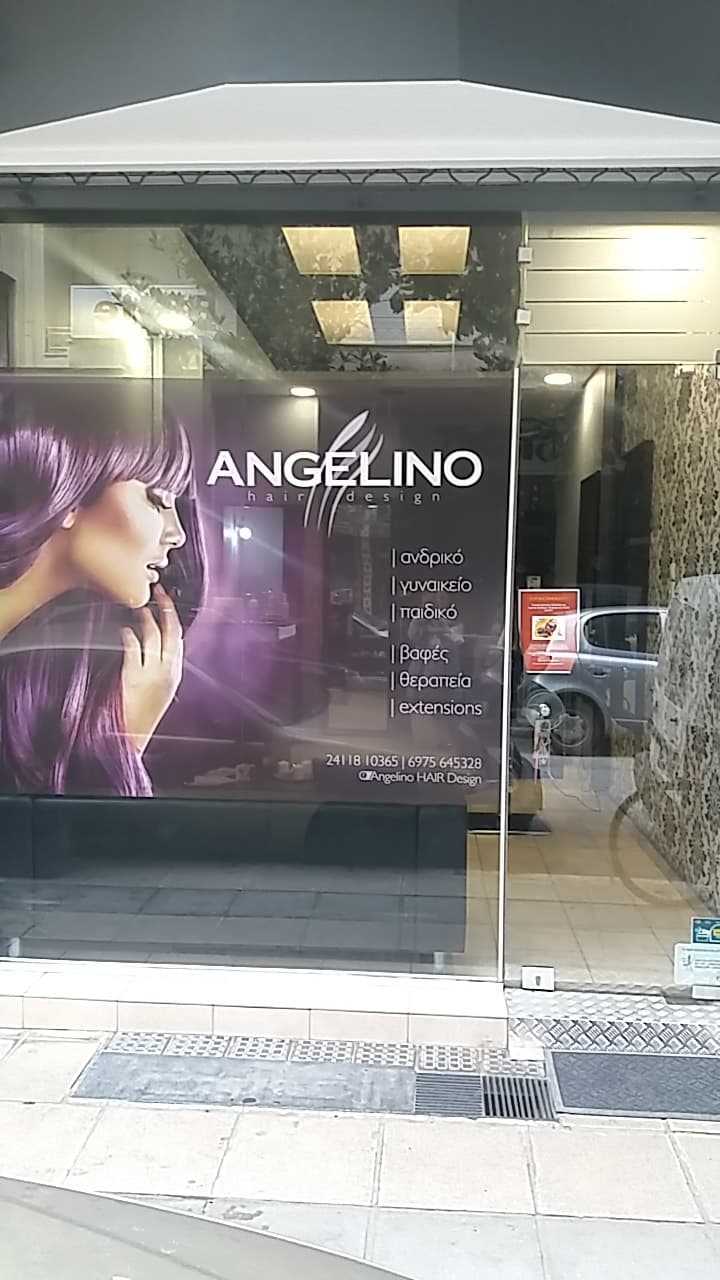 ANGELINO
hair design
| ανδρικό
| γυναικείο
| παιδικό
| βαφές
| θεραπεία
| extensions
24118 10365 | 6975 645328
Angelino HAIR Design